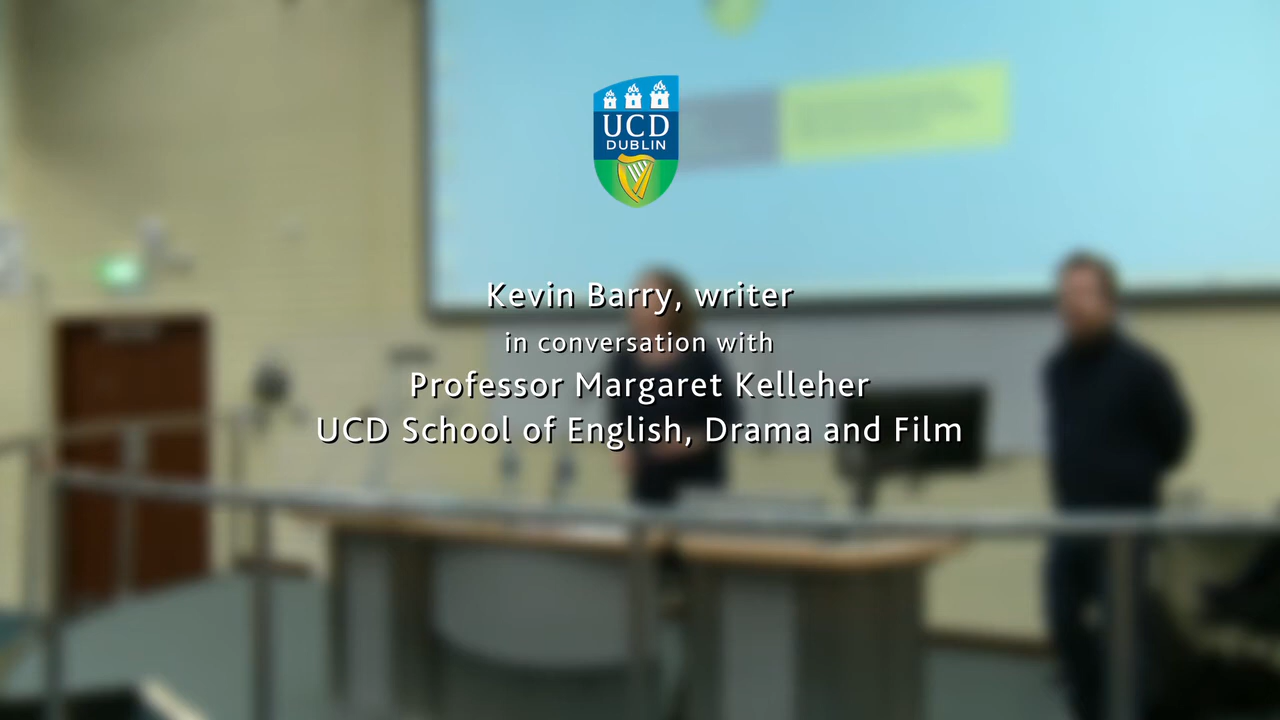 UCD
DUBLIN
Kevin Barry, writer
in conversation with
Professor Margaret Kelleher
UCD School of English, Drama and Film